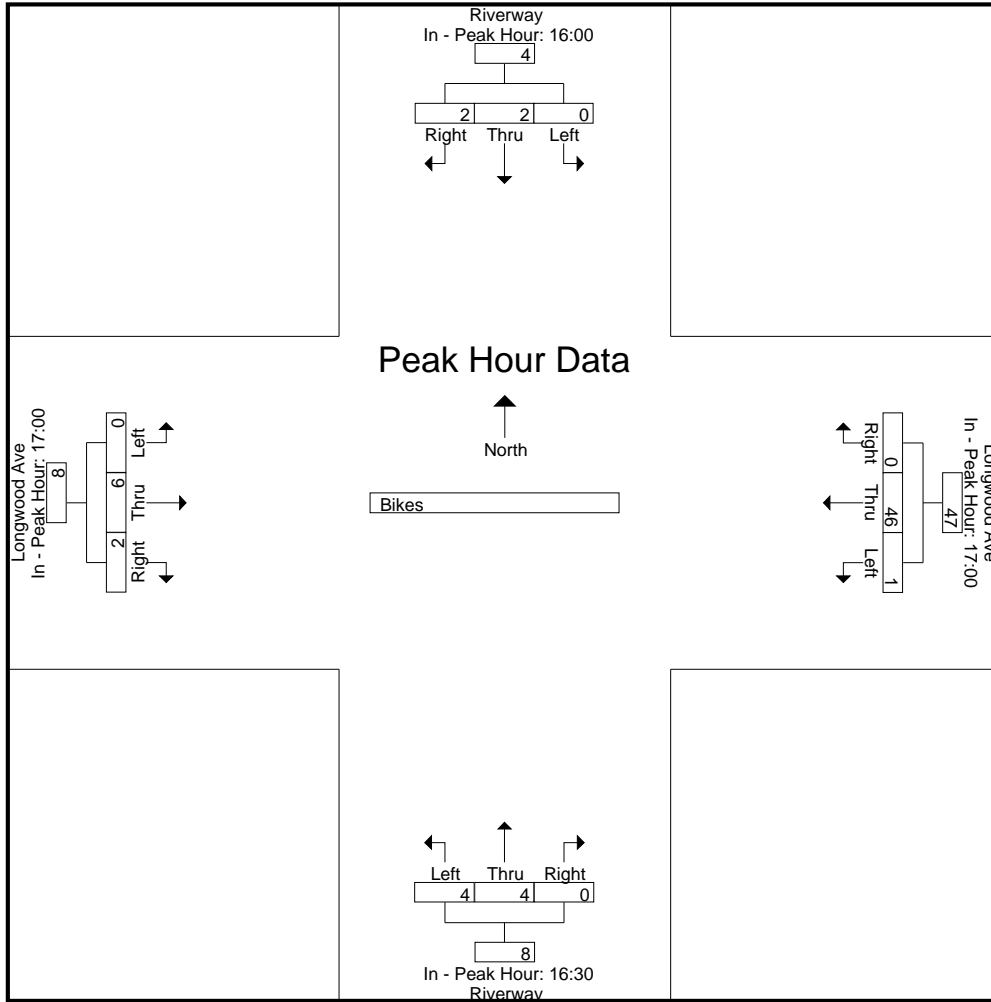 Riverway
In - Peak Hour: 16:00
4
2 2 0
Right Thru Left
Peak Hour Data
North
Bikes
Longwood Ave
In - Peak Hour: 17:00
8
0 6 2
Left Thru Right
Right Thru Left
0 46 1
47
In - Peak Hour: 17:00
Longwood Ave
Left Thru Right
4 4 0
8
In - Peak Hour: 16:30
Riverway